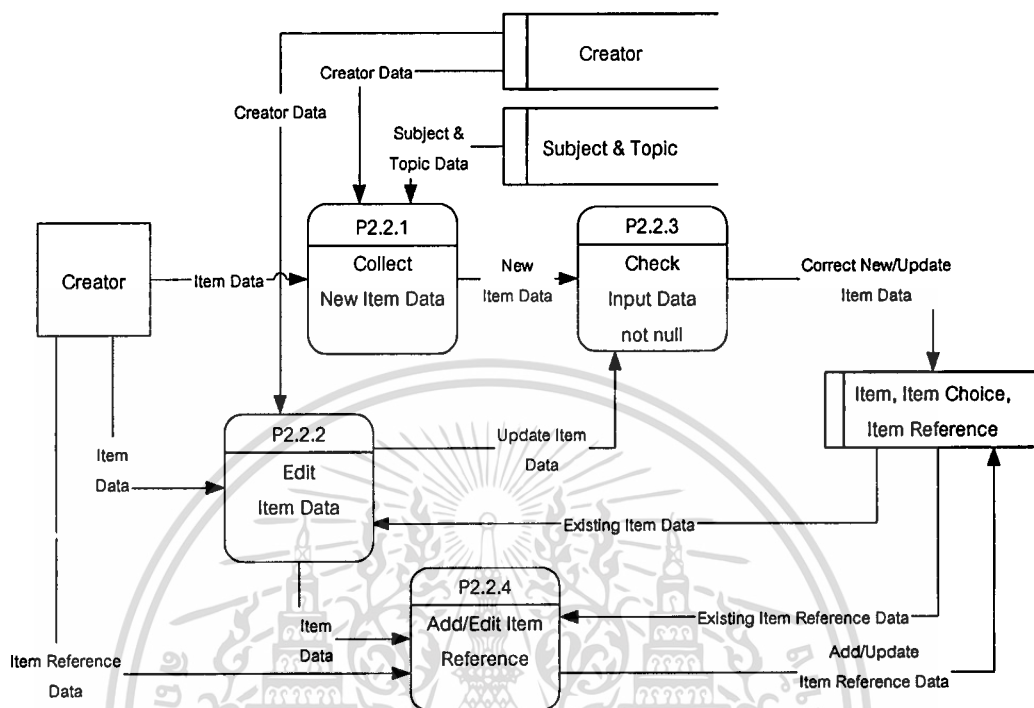 Creator
Creator Data
Creator Data
Subject &
Topic Data
Subject & Topic
P2.2.1
Collect
New Item Data
P2.2.3
Check
Input Data
not null
Creator
Item Data
New
Item Data
Correct New/Update
Item Data
Item, Item Choice,
Item Reference
P2.2.2
Edit
Item Data
Update Item
Data
Item
Data
Existing Item Data
P2.2.4
Add/Edit Item
Reference
Item
Data
Existing Item Reference Data
Item Reference
Data
Add/Update
Item Reference Data